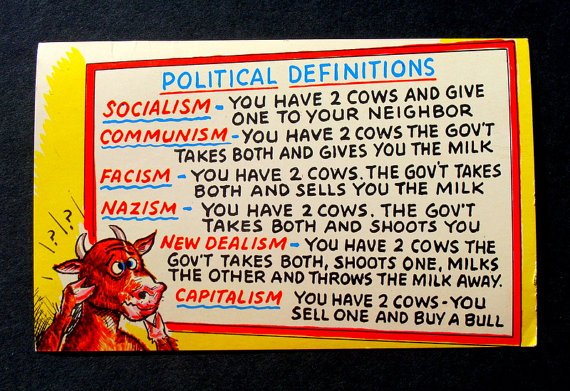 POLITICAL DEFINITIONS
SOCIALISM - YOU HAVE 2 COWS AND GIVE
ONE TO YOUR NEIGHBOR
COMMUNISM - YOU HAVE 2 COWS THE GOV'T
TAKES BOTH AND GIVES YOU THE MILK
FACISM - YOU HAVE 2 COWS. THE GOV'T TAKES
BOTH AND SELLS YOU THE MILK
NAZISM - YOU HAVE 2 COWS. THE GOV'T
TAKES BOTH AND SHOOTS YOU
NEW DEALISM - YOU HAVE 2 COWS THE
GOV'T TAKES BOTH, SHOOTS ONE, MILKS
THE OTHER AND THROWS THE MILK AWAY.
CAPITALISM YOU HAVE 2 COWS - YOU
SELL ONE AND BUY A BULL
\?/?/